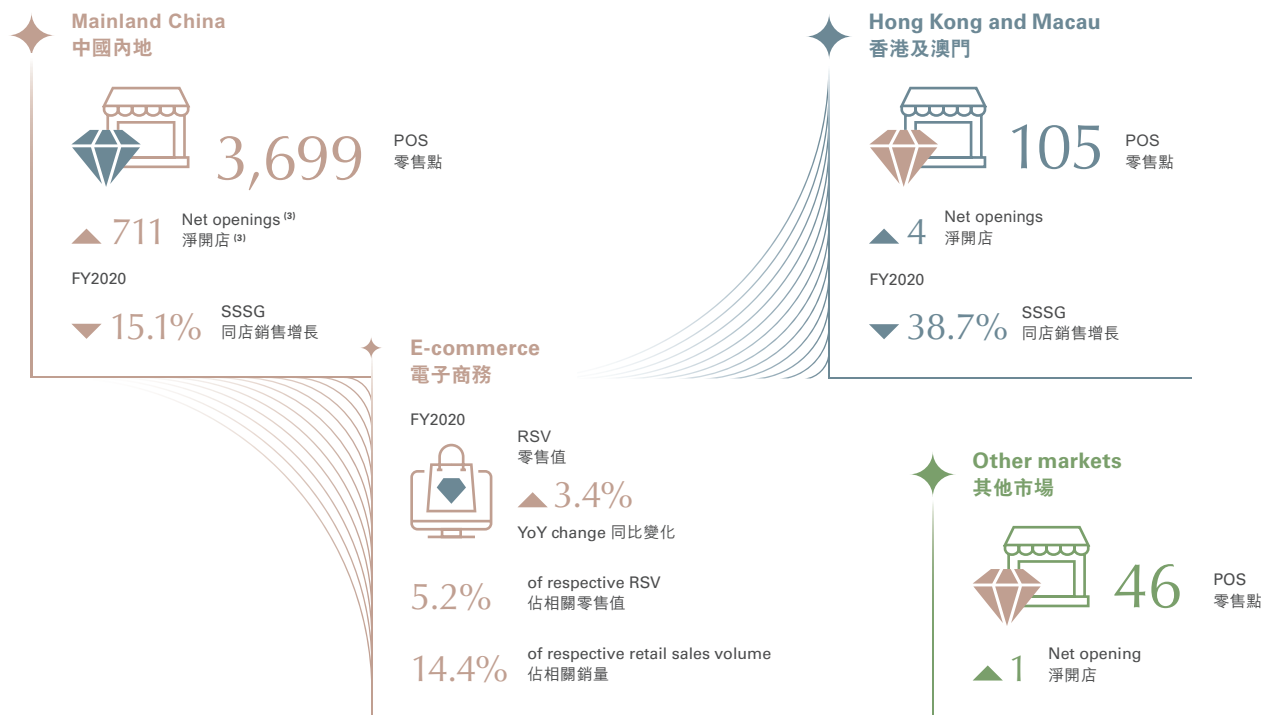 Mainland China
中國內地
3,699
POS
零售點
711
Net openings (3)
淨開店 (3)
FY2020
15.1%
SSSG
同店銷售增長
E-commerce
電子商務
FY2020
RSV
零售值
3.4%
YoY change 同比變化
5.2%
of respective RSV
佔相關零售值
14.4%
of respective retail sales volume
佔相關銷量
Hong Kong and Macau
香港及澳門
105
POS
零售點
4
Net openings
淨開店
FY2020
38.7%
SSSG
同店銷售增長
Other markets
其他市場
46
POS
零售點
1
Net opening
淨開店